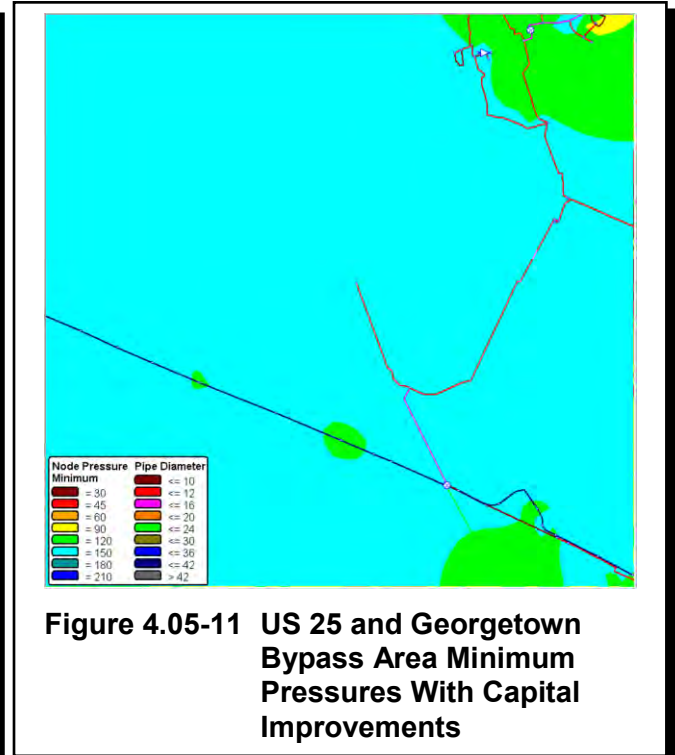 Node Pressure Pipe Diameter
Minimum
= 30 <= 10
= 45 <= 12
= 60 <= 16
= 90 <= 20
= 120 <= 24
= 150 <= 30
= 180 <= 36
= 210 <= 42
> 42
Figure 4.05-11 US 25 and Georgetown
Bypass Area Minimum
Pressures With Capital
Improvements